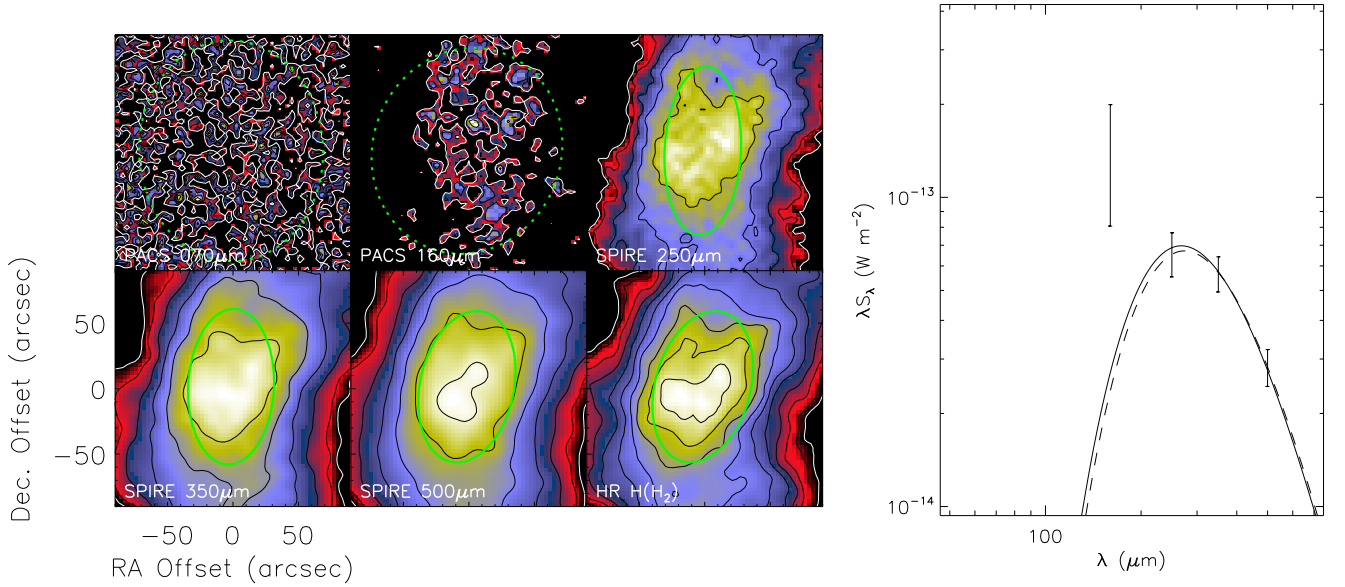 PACS 070μm
PACS 160μm
SPIRE 250μm
SPIRE 350μm
SPIRE 500μm
HR H(H₂)
Dec. Offset (arcsec)
50
0
−50
−50 0 50
RA Offset (arcsec)
λS_λ (W m⁻²)
10⁻¹³
10⁻¹⁴
100
λ (μm)